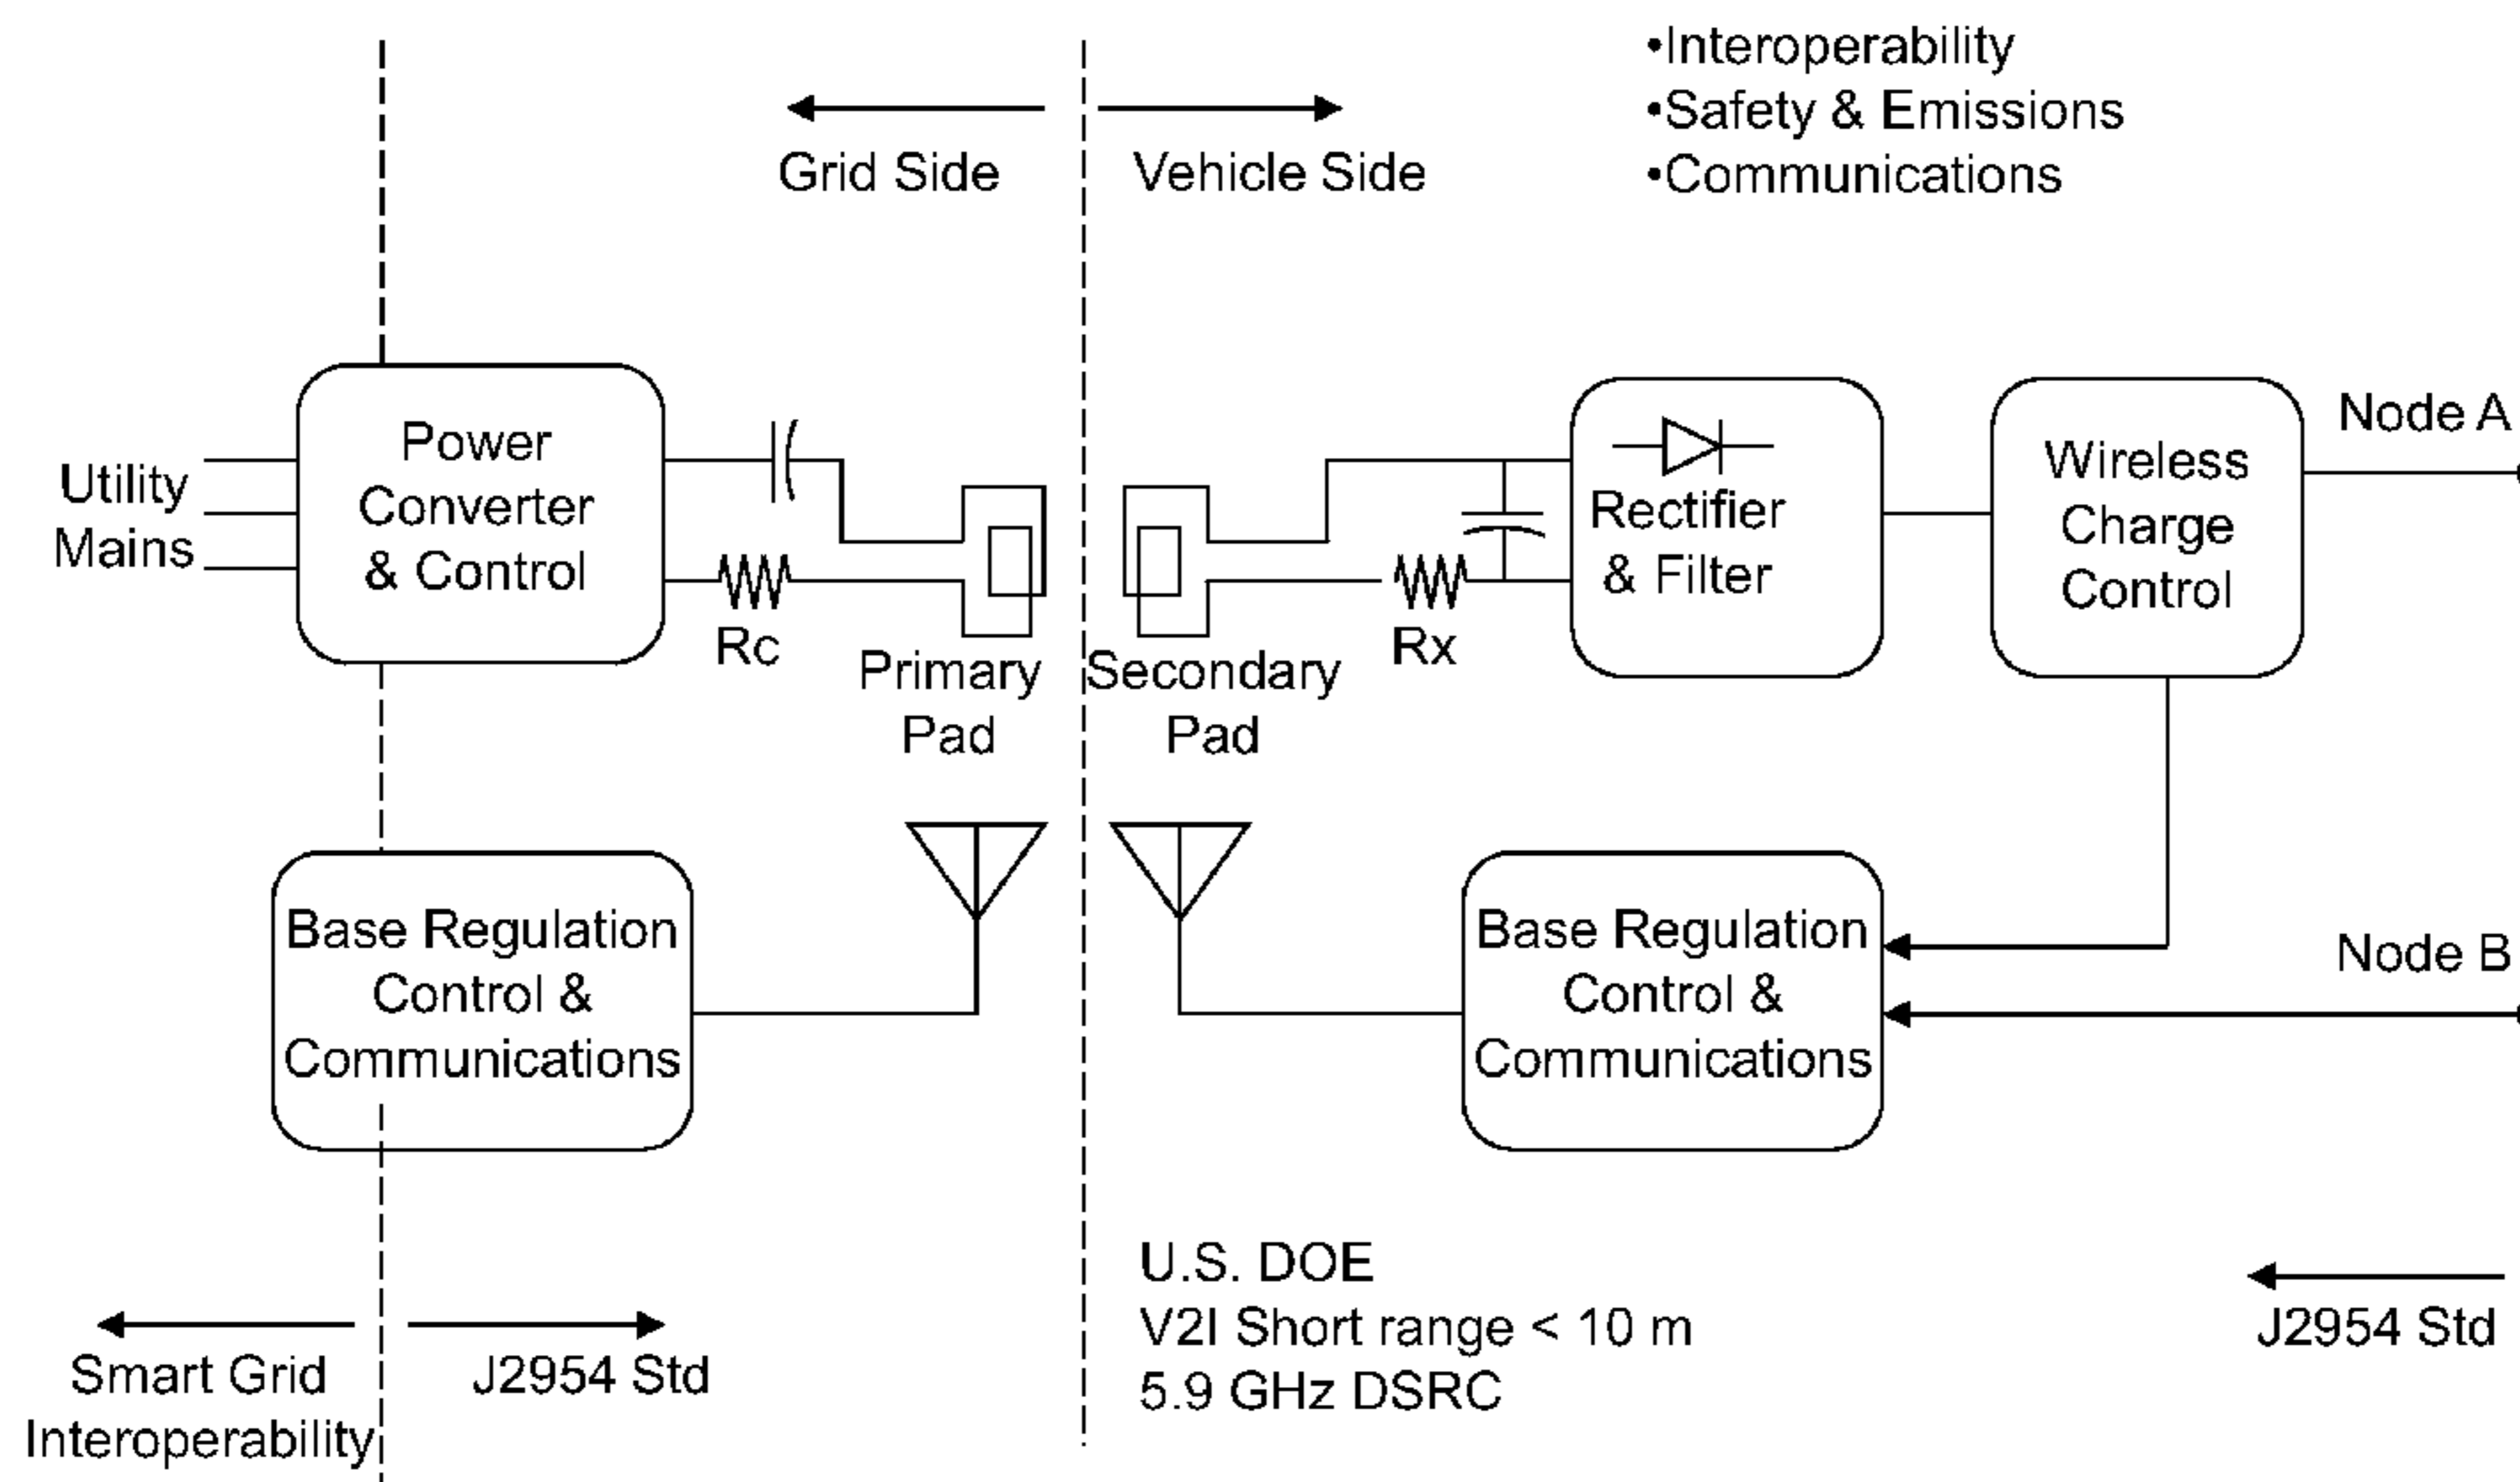 •Interoperability
•Safety & Emissions
•Communications
Grid Side
Vehicle Side
Utility
Mains
Power
Converter
& Control
Rc
Primary
Pad
Secondary
Pad
Rx
Rectifier
& Filter
Wireless
Charge
Control
Node A
Base Regulation
Control &
Communications
Base Regulation
Control &
Communications
Node B
Smart Grid
Interoperability
J2954 Std
U.S. DOE
V2I Short range < 10 m
5.9 GHz DSRC
J2954 Std